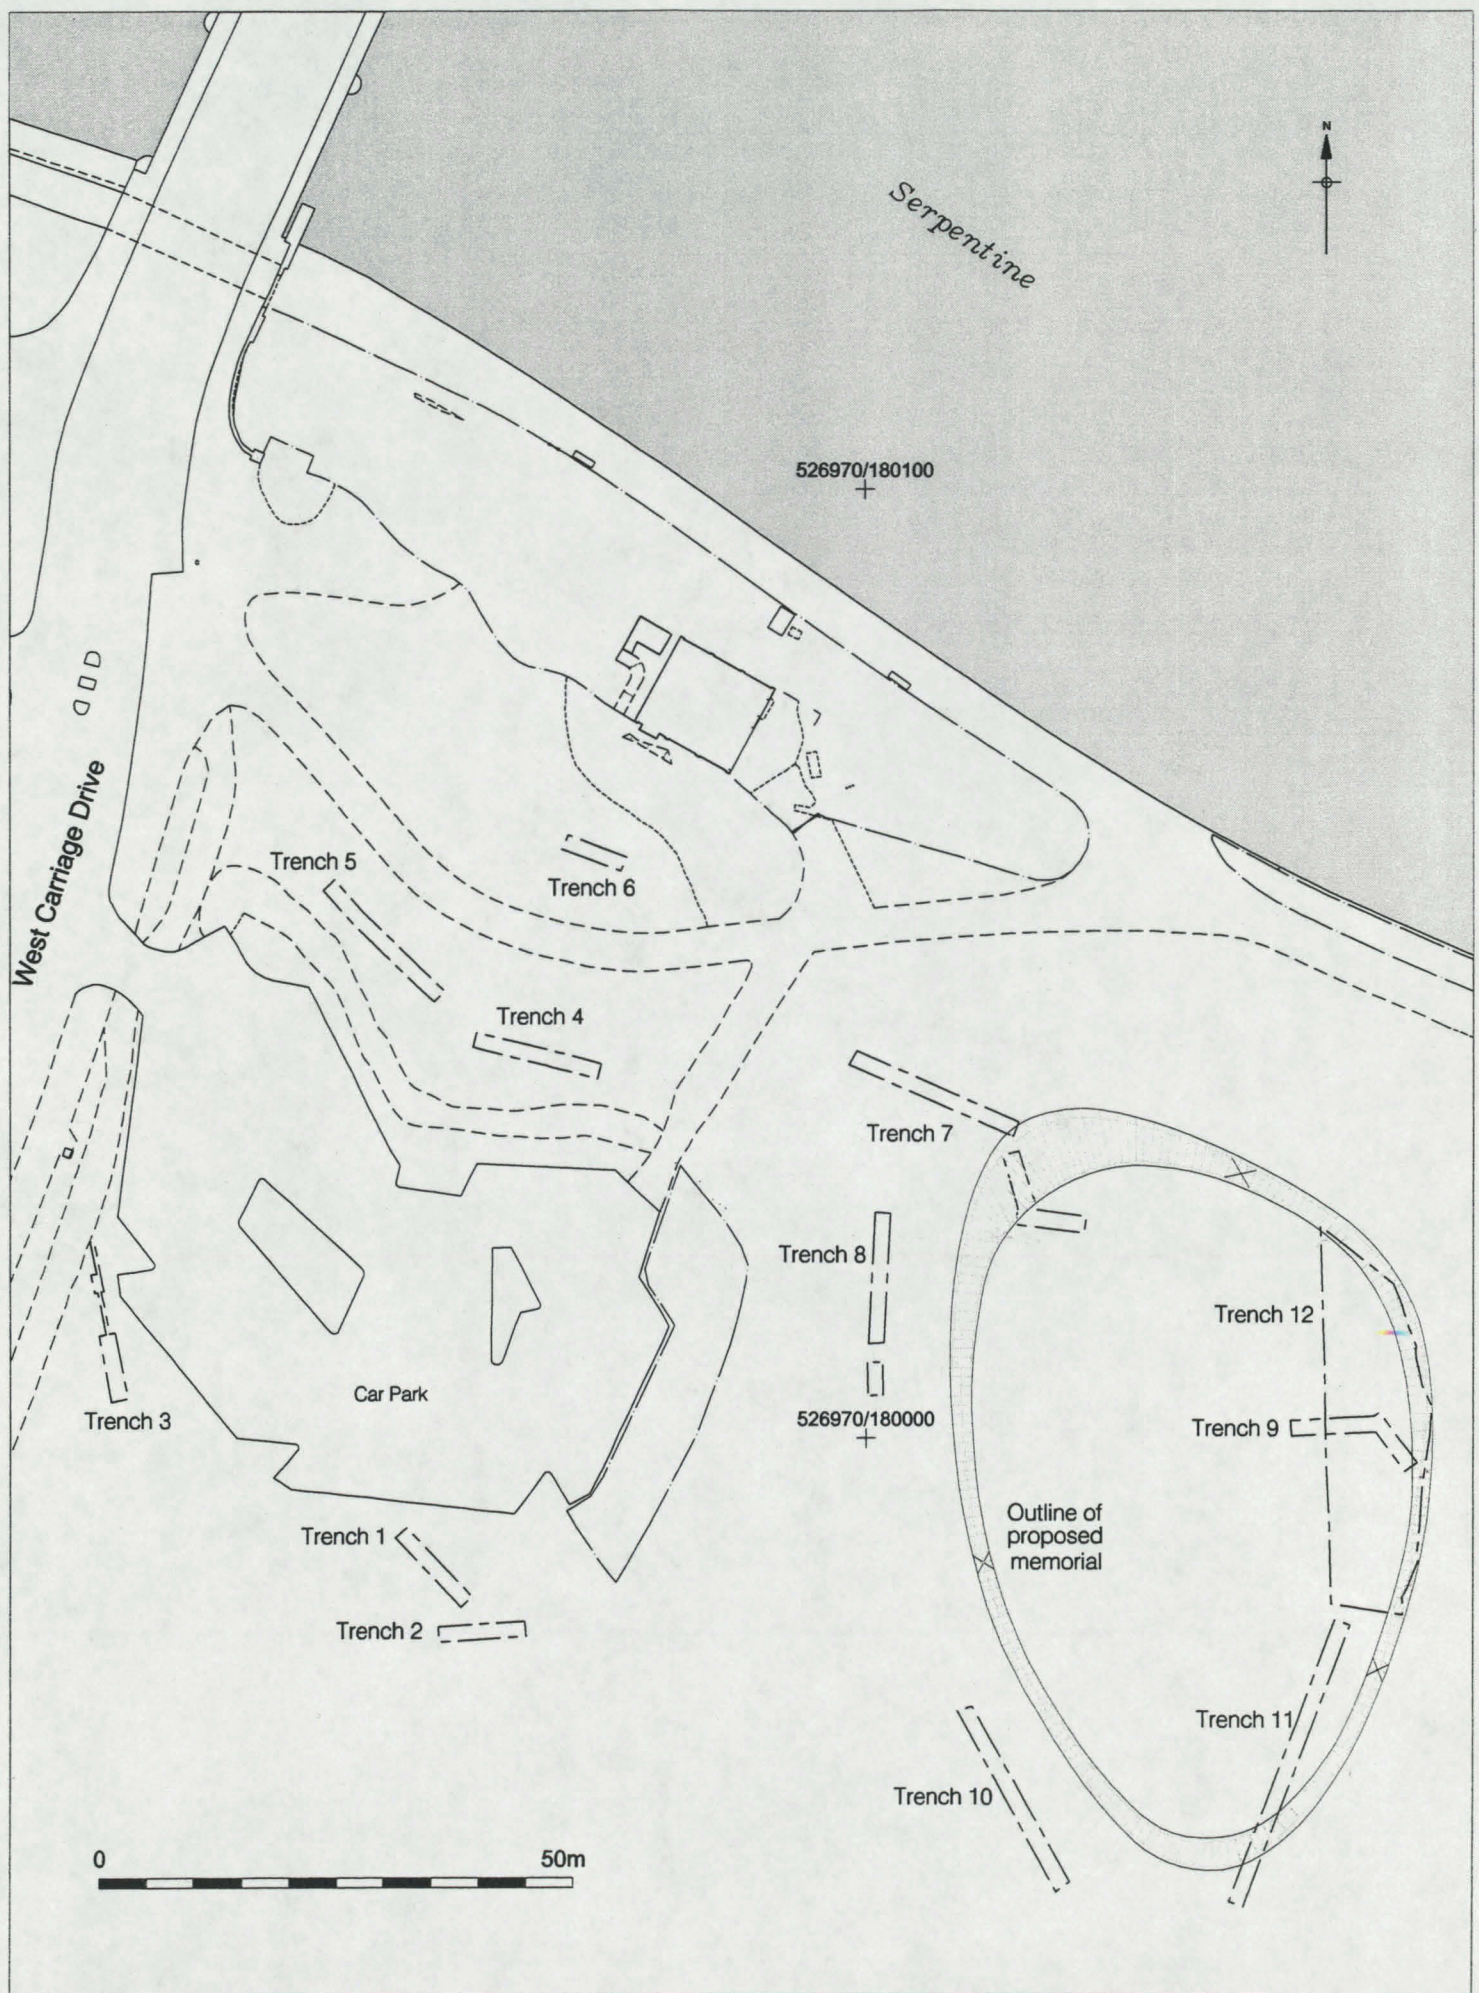 N
Serpentine
526970/180100
West Carriage Drive
Trench 5
Trench 6
Trench 4
Trench 7
Trench 8
Trench 12
Car Park
Trench 3
526970/180000
Trench 9
Outline of
proposed
memorial
Trench 1
Trench 2
Trench 11
Trench 10
0 50m